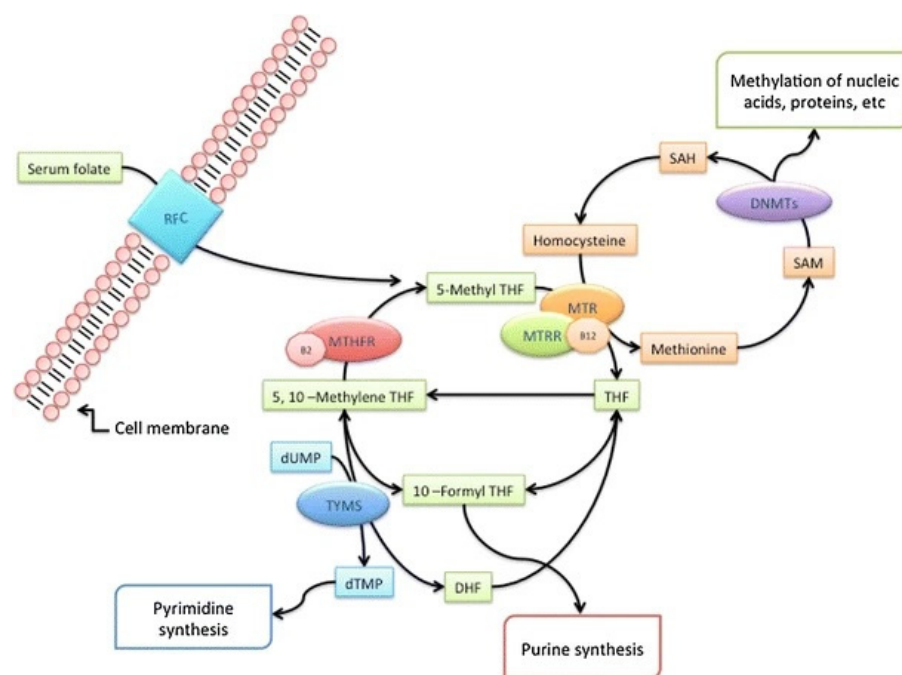 Methylation of nucleic
acids, proteins, etc
Serum folate
SAH
RFC
DNMTs
Homocysteine
SAM
5-Methyl THF
MTR
MTHFR
B2
MTRR
B12
Methionine
5, 10 –Methylene THF
THF
Cell membrane
dUMP
10 –Formyl THF
TYMS
dTMP
DHF
Pyrimidine
synthesis
Purine synthesis